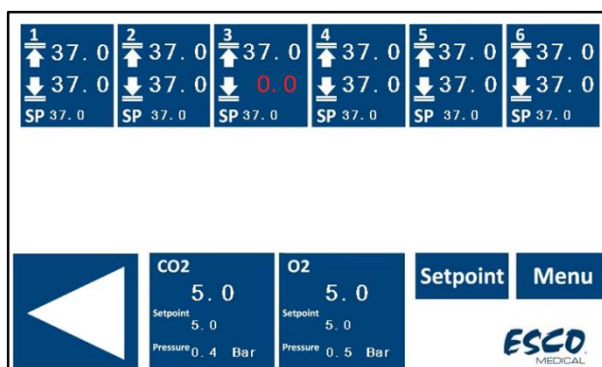 1 2 3 4 5 6
37.0 37.0 37.0 37.0 37.0 37.0
37.0 37.0 0.0 37.0 37.0 37.0
SP 37.0 SP 37.0 SP 37.0 SP 37.0 SP 37.0 SP 37.0
CO2
5.0
Setpoint
5.0
Pressure 0.4 Bar
O2
5.0
Setpoint
5.0
Pressure 0.5 Bar
Setpoint
Menu
ESCO
MEDICAL